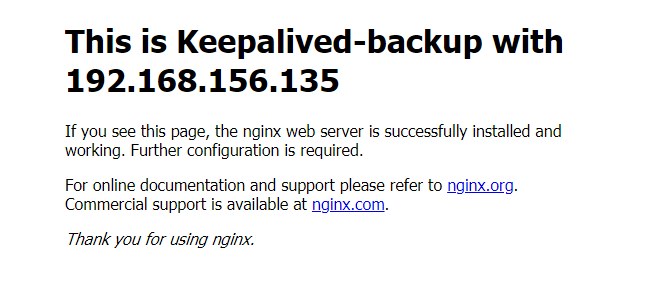 This is Keepalived-backup with
192.168.156.135
If you see this page, the nginx web server is successfully installed and
working. Further configuration is required.
For online documentation and support please refer to nginx.org.
Commercial support is available at nginx.com.
Thank you for using nginx.